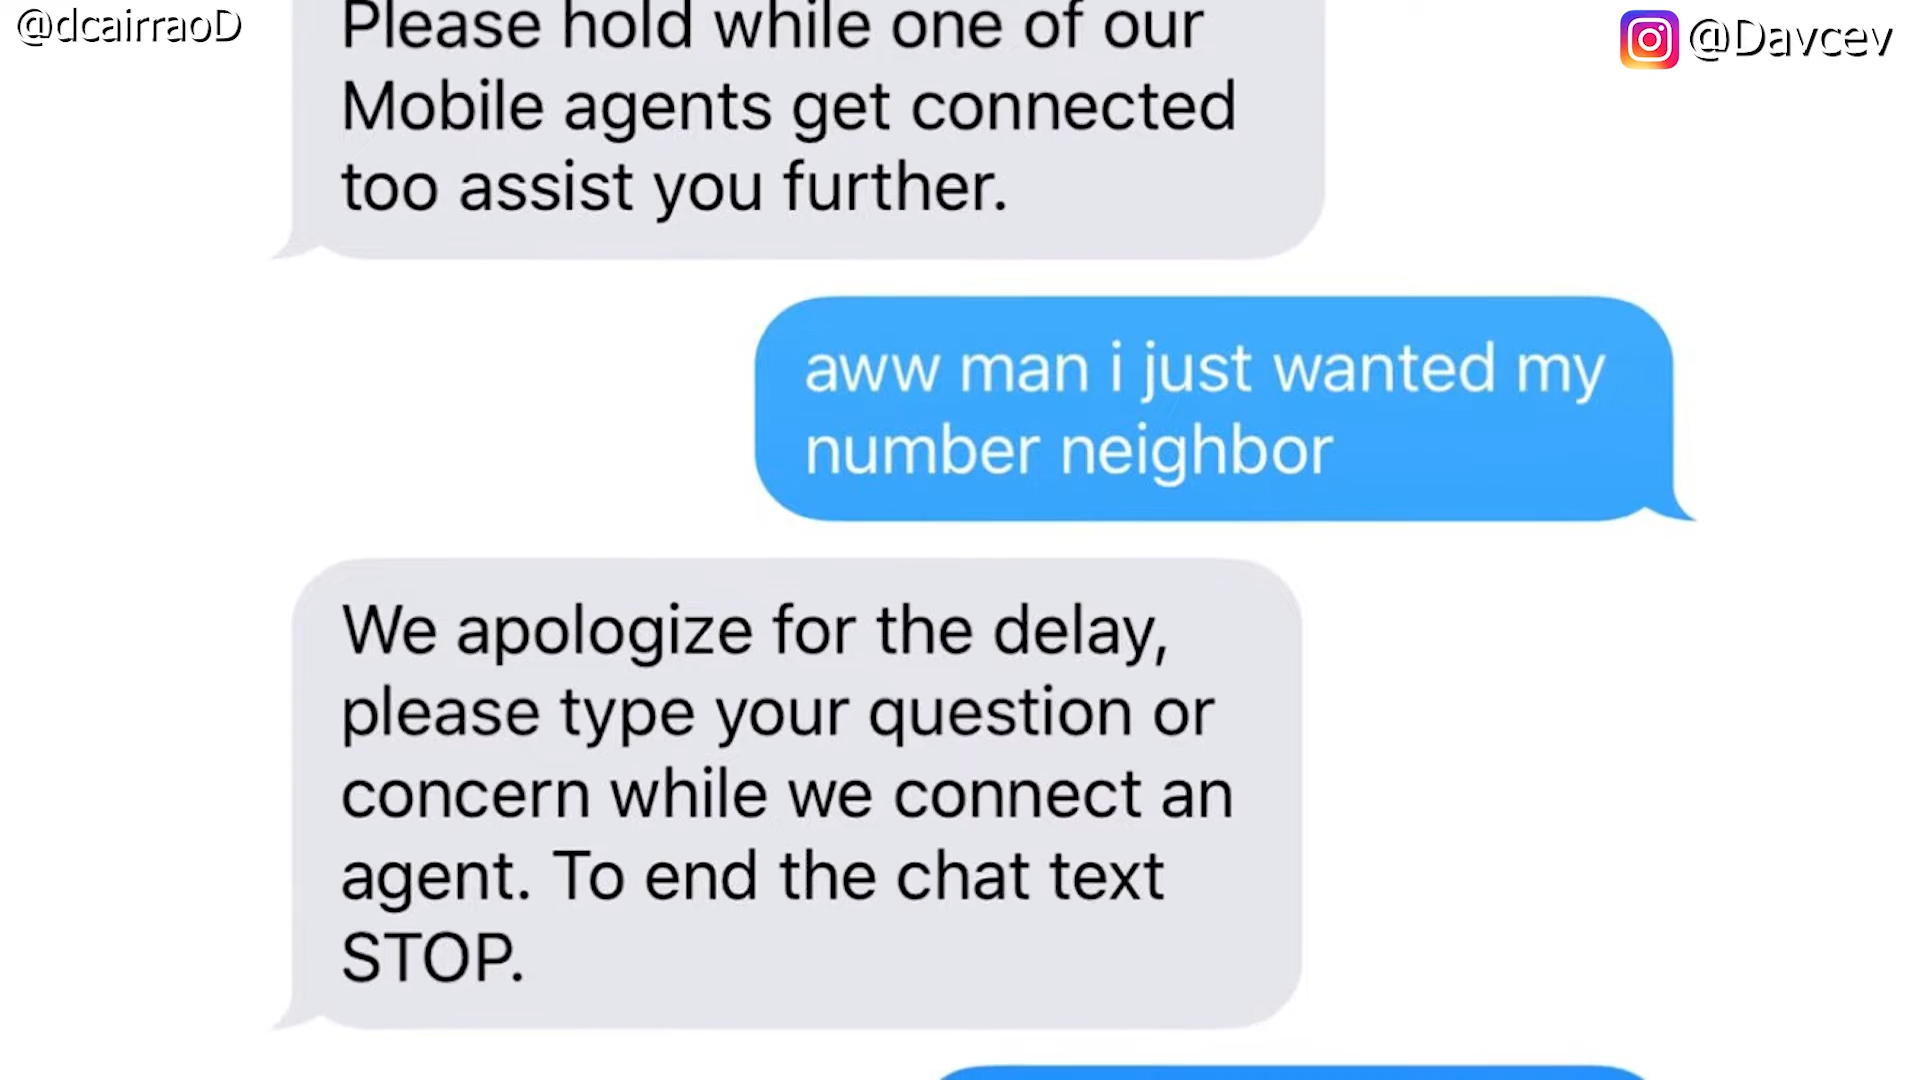 @dcairraoD
@Davcev
Please hold while one of our
Mobile agents get connected
too assist you further.
aww man i just wanted my
number neighbor
We apologize for the delay,
please type your question or
concern while we connect an
agent. To end the chat text
STOP.